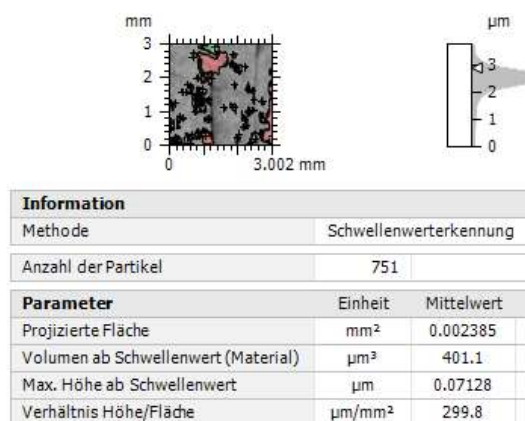 mm
µm
3
2
1
0
0
3.002 mm
3
2
1
0
Information
Methode Schwellenwerterkennung
Anzahl der Partikel 751
Parameter Einheit Mittelwert
Projizierte Fläche mm² 0.002385
Volumen ab Schwellenwert (Material) µm³ 401.1
Max. Höhe ab Schwellenwert µm 0.07128
Verhältnis Höhe/Fläche µm/mm² 299.8